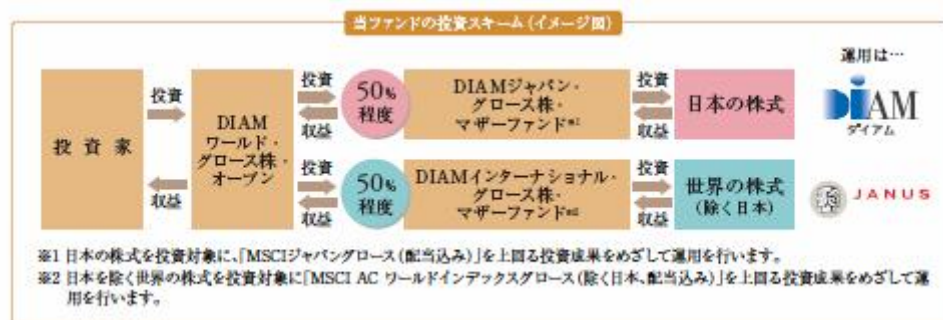 当ファンドの投資スキーム(イメージ図)
投資家
投資
収益
DIAM
ワールド・
グロース株・
オープン
投資
収益
50%
程度
DIAMジャパン・
グロース株・
マザーファンド※1
投資
収益
日本の株式
投資
収益
50%
程度
DIAMインターナショナル・
グロース株・
マザーファンド※2
投資
収益
世界の株式
(除く日本)
運用は…
DIAM
ダイアム
JANUS
※1 日本の株式を投資対象に、「MSCIジャパングロース(配当込み)」を上回る投資成果をめざして運用を行います。
※2 日本を除く世界の株式を投資対象に「MSCI AC ワールドインデックスグロース(除く日本、配当込み)」を上回る投資成果をめざして運
用を行います。